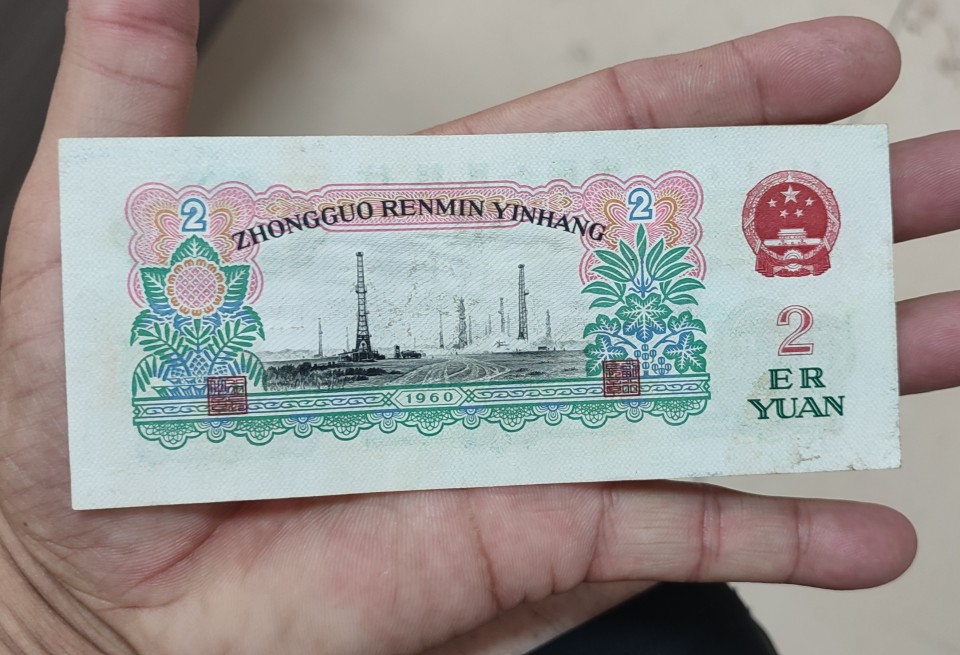 2
2
ZHONGGUO RENMIN YINHANG
1960
2
ER
YUAN